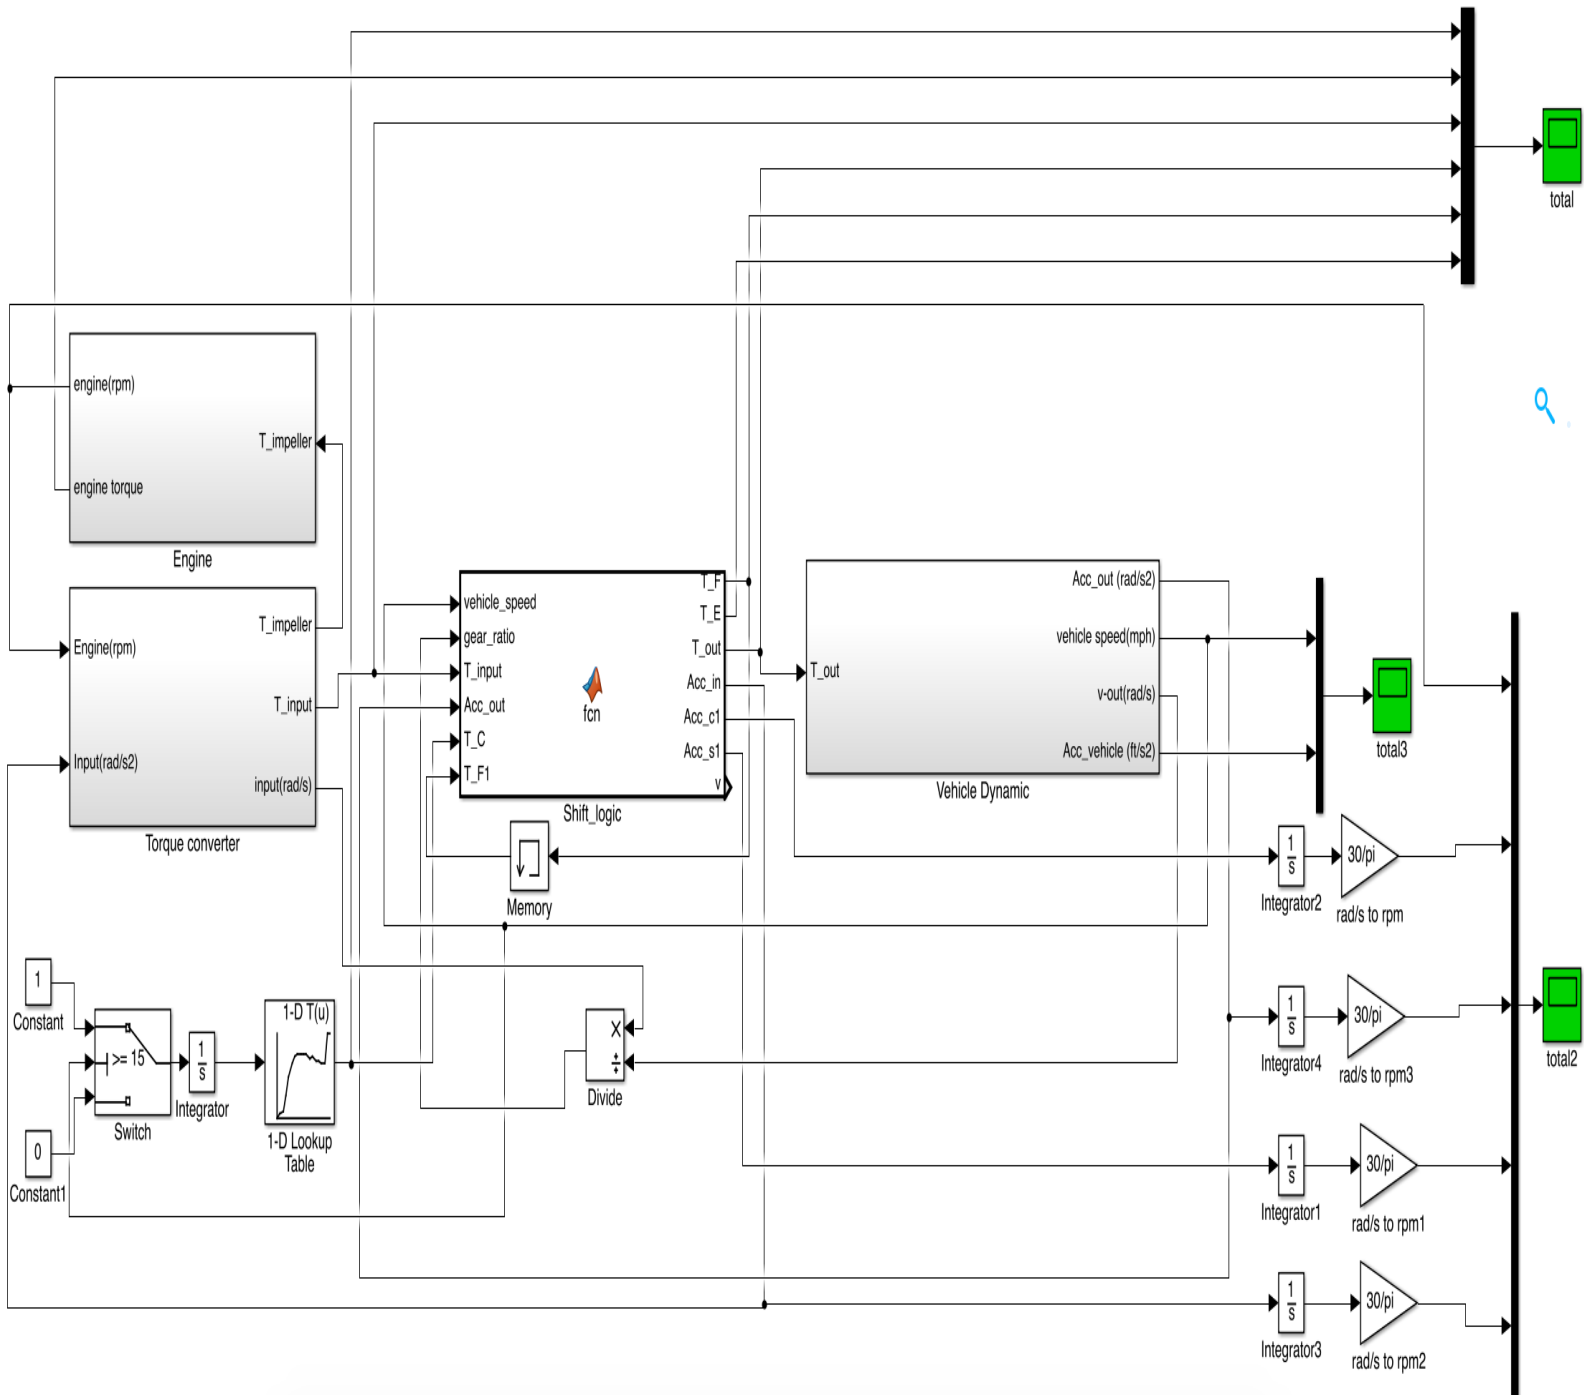 total
engine(rpm)
T_impeller
engine torque
Engine
T_impeller
Engine(rpm)
T_input
Input(rad/s2)
input(rad/s)
Torque converter
vehicle_speed
gear_ratio
T_input
Acc_out
T_C
T_F1
fcn
T_F
T_E
T_out
Acc_in
Acc_c1
Acc_s1
v
Shift_logic
T_out
Acc_out (rad/s2)
vehicle speed(mph)
v-out(rad/s)
Acc_vehicle (ft/s2)
Vehicle Dynamic
total3
Memory
1
s
Integrator2
30/pi
rad/s to rpm
1
Constant
>= 15
Switch
0
Constant1
1
s
Integrator
1-D T(u)
1-D Lookup
Table
×
÷
Divide
1
s
Integrator4
30/pi
rad/s to rpm3
total2
1
s
Integrator1
30/pi
rad/s to rpm1
1
s
Integrator3
30/pi
rad/s to rpm2